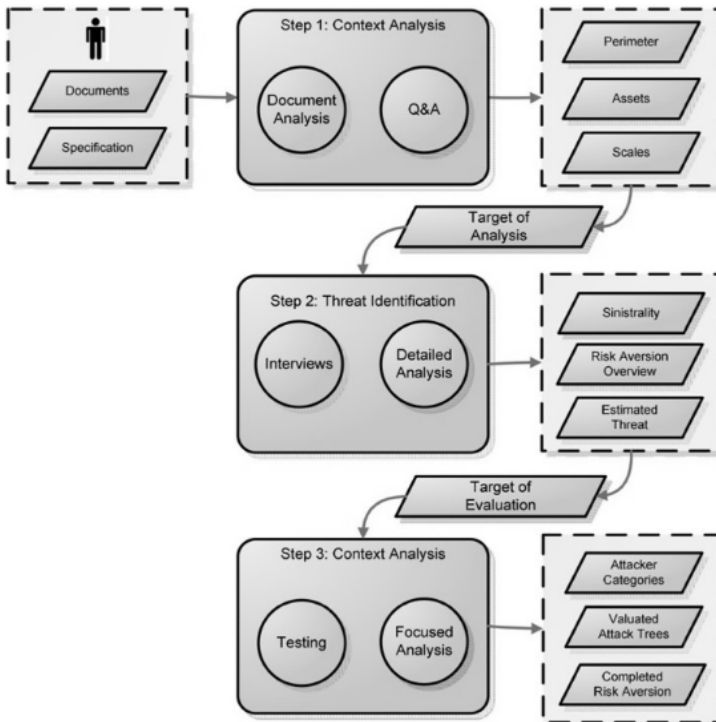 Documents
Specification
Step 1: Context Analysis
Document
Analysis
Q&A
Perimeter
Assets
Scales
Target of
Analysis
Step 2: Threat Identification
Interviews
Detailed
Analysis
Sinistrality
Risk Aversion
Overview
Estimated
Threat
Target of
Evaluation
Step 3: Context Analysis
Testing
Focused
Analysis
Attacker
Categories
Valuated
Attack Trees
Completed
Risk Aversion